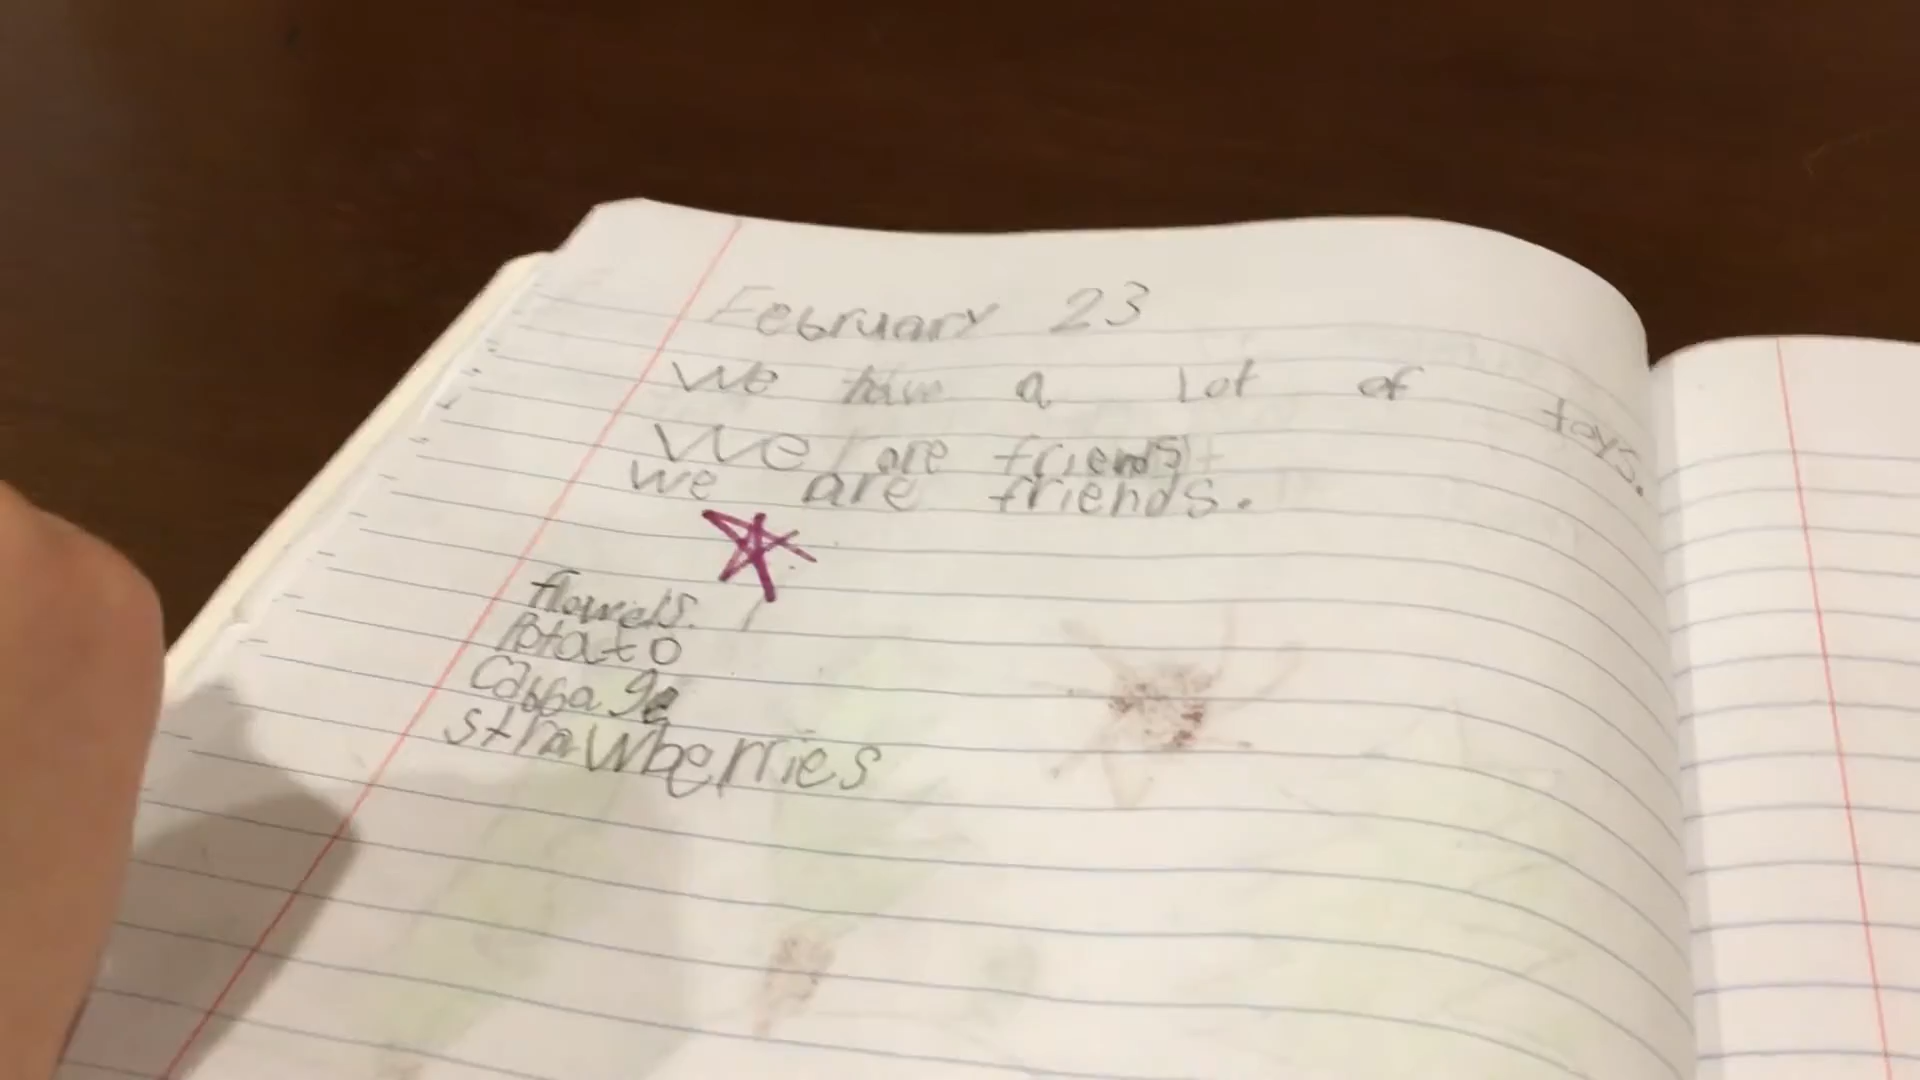 February 23
We have a lot of toys.
We are friends
we are friends.
flowers.
Potato
Cabbage
strawberries